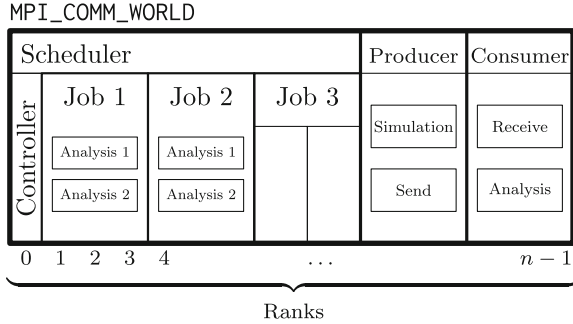 MPI_COMM_WORLD
Scheduler Producer Consumer
Controller
Job 1 Job 2 Job 3
Simulation Receive
Analysis 1 Analysis 1
Analysis 2 Analysis 2 Send Analysis
0 1 2 3 4 ... n − 1
Ranks